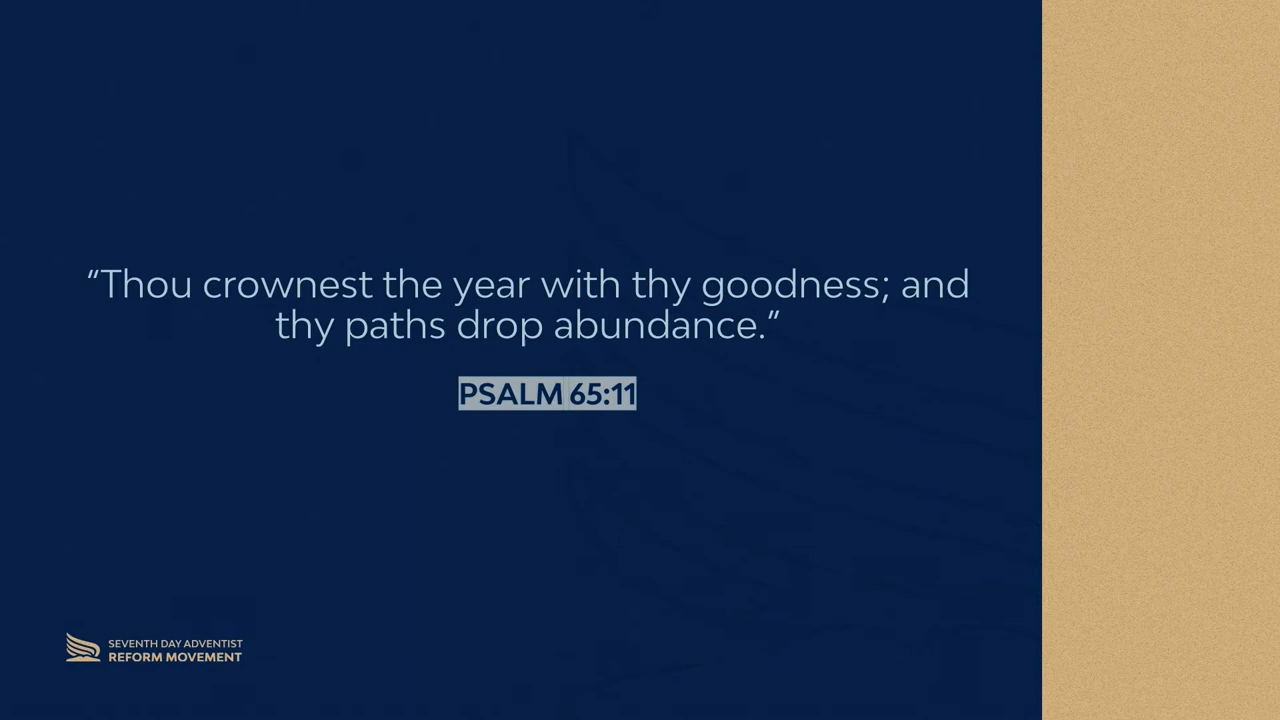 “Thou crownest the year with thy goodness; and
thy paths drop abundance.”
PSALM 65:11
SEVENTH DAY ADVENTIST
REFORM MOVEMENT